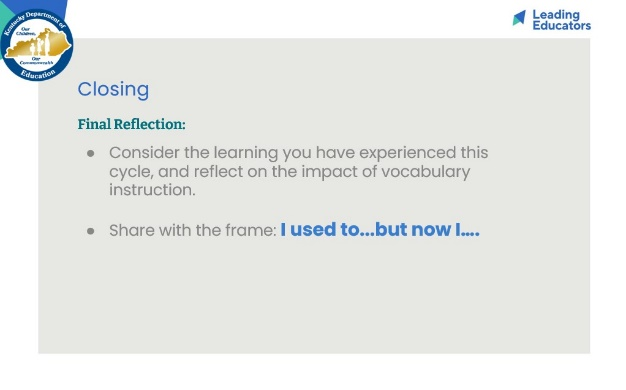 Kentucky Department of
Our
Children,
Our
Commonwealth
Education
Leading
Educators
Closing
Final Reflection:
● Consider the learning you have experienced this
cycle, and reflect on the impact of vocabulary
instruction.
● Share with the frame: I used to...but now I....